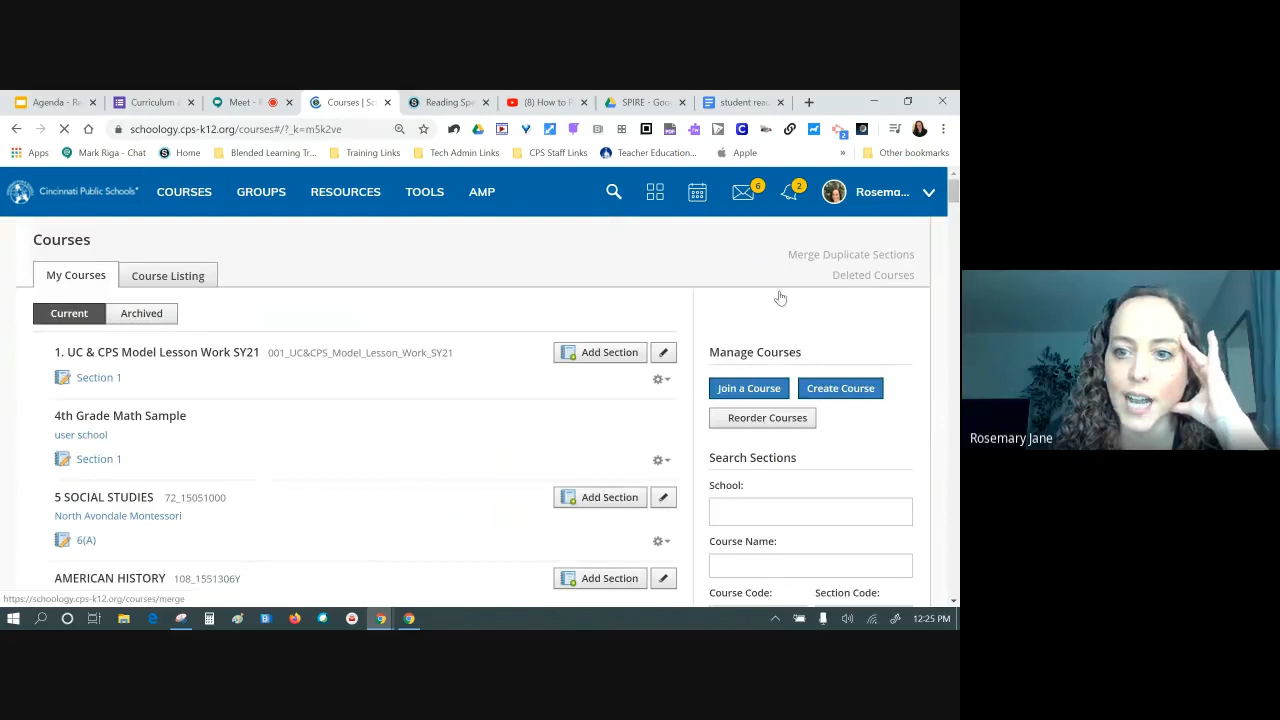 Agenda - Re
Curriculum
Meet -
Courses | Sc
Reading Spe
(8) How to P
SPIRE - Goo
student read
schoology.cps-k12.org/courses#/?_k=m5k2ve
Apps
Mark Riga - Chat
Home
Blended Learning Tr...
Training Links
Tech Admin Links
CPS Staff Links
Teacher Education...
Apple
»
Other bookmarks
Cincinnati Public Schools
COURSES
GROUPS
RESOURCES
TOOLS
AMP
6
2
Rosema...
Courses
Merge Duplicate Sections
Deleted Courses
My Courses
Course Listing
Current
Archived
1. UC & CPS Model Lesson Work SY21 001_UC&CPS_Model_Lesson_Work_SY21
Add Section
Section 1
4th Grade Math Sample
user school
Section 1
5 SOCIAL STUDIES 72_15051000
Add Section
North Avondale Montessori
6(A)
AMERICAN HISTORY 108_1551306Y
Add Section
Manage Courses
Join a Course
Create Course
Reorder Courses
Search Sections
School:
Course Name:
Course Code:
Section Code:
https://schoology.cps-k12.org/courses/merge
12:25 PM
Rosemary Jane